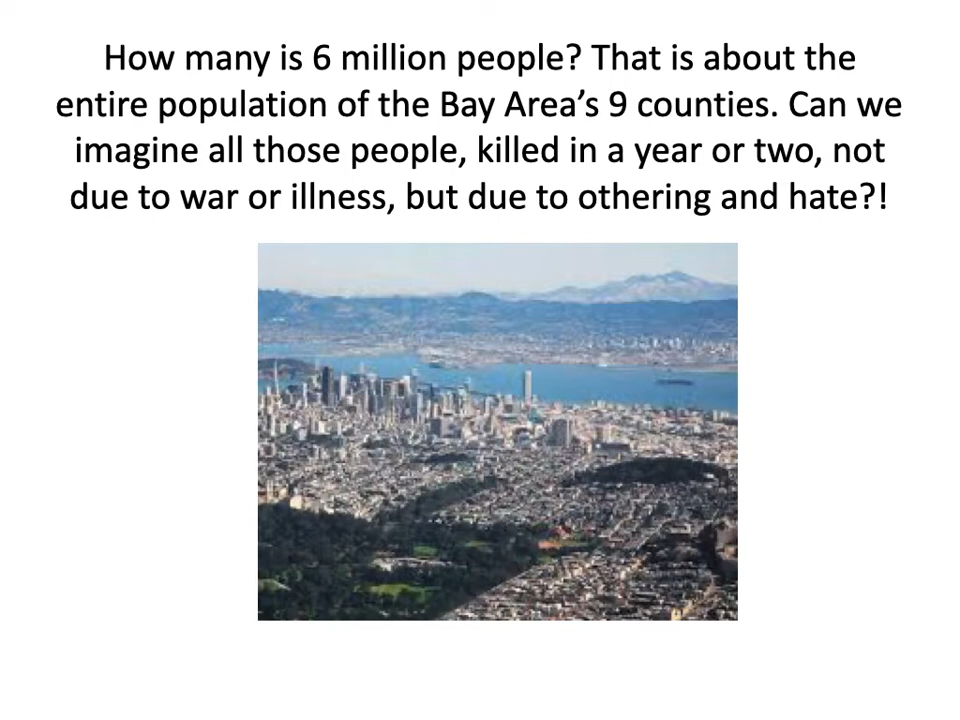 How many is 6 million people? That is about the
entire population of the Bay Area’s 9 counties. Can we
imagine all those people, killed in a year or two, not
due to war or illness, but due to othering and hate?!